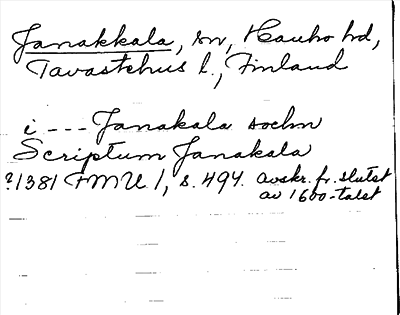 Janakkala, sn, Hauho hd,
Tavastehus l., Finland
i --- Janakala sochn
Scriptum Janakala
?1381 FMU 1, s. 494. avskr. fr. slutet
av 1600-talet